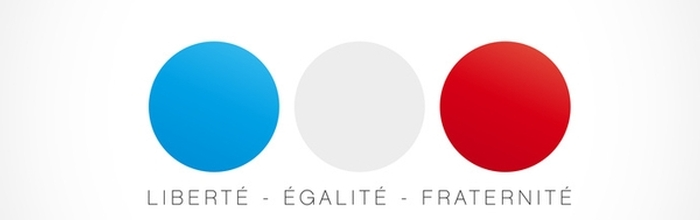 LIBERTÉ - ÉGALITÉ - FRATERNITÉ